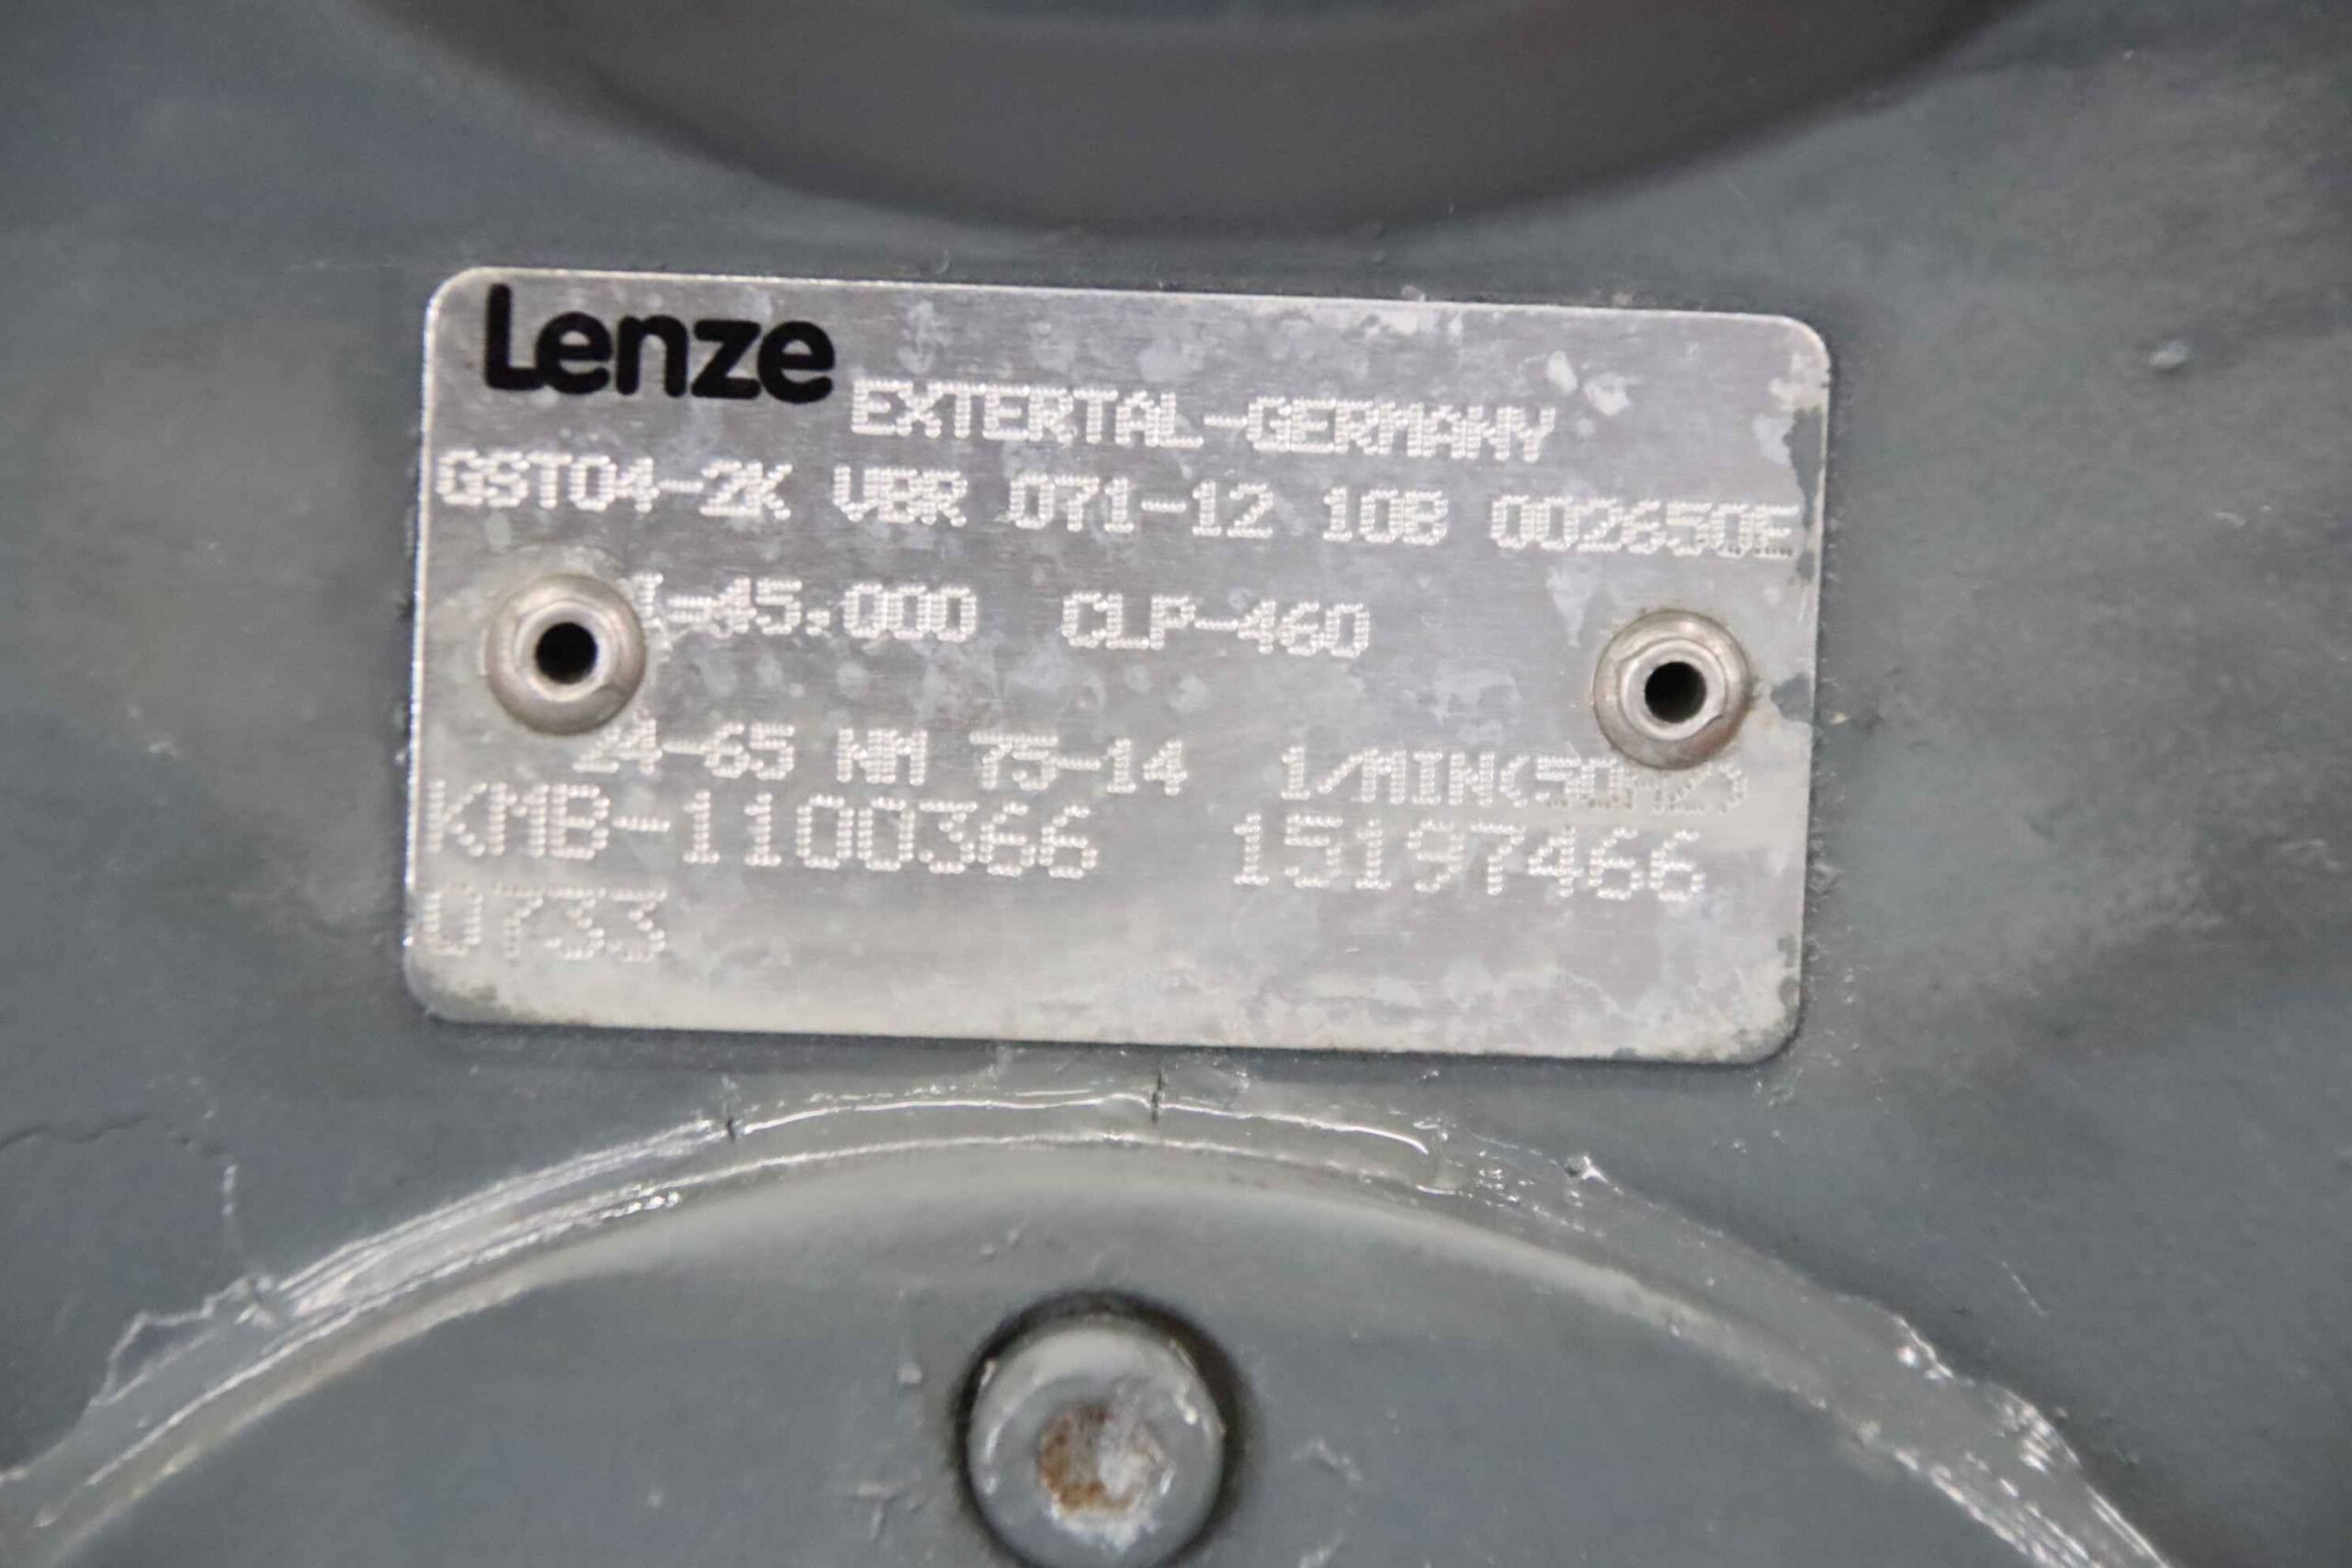 Lenze EXTERTAL-GERMANY
GST04-2K VBR 071-12 10B 002650E
I=45.000 CLP-460
24-65 NM 75-14 1/MIN(50HZ)
KMB-1100366 15197466
0733